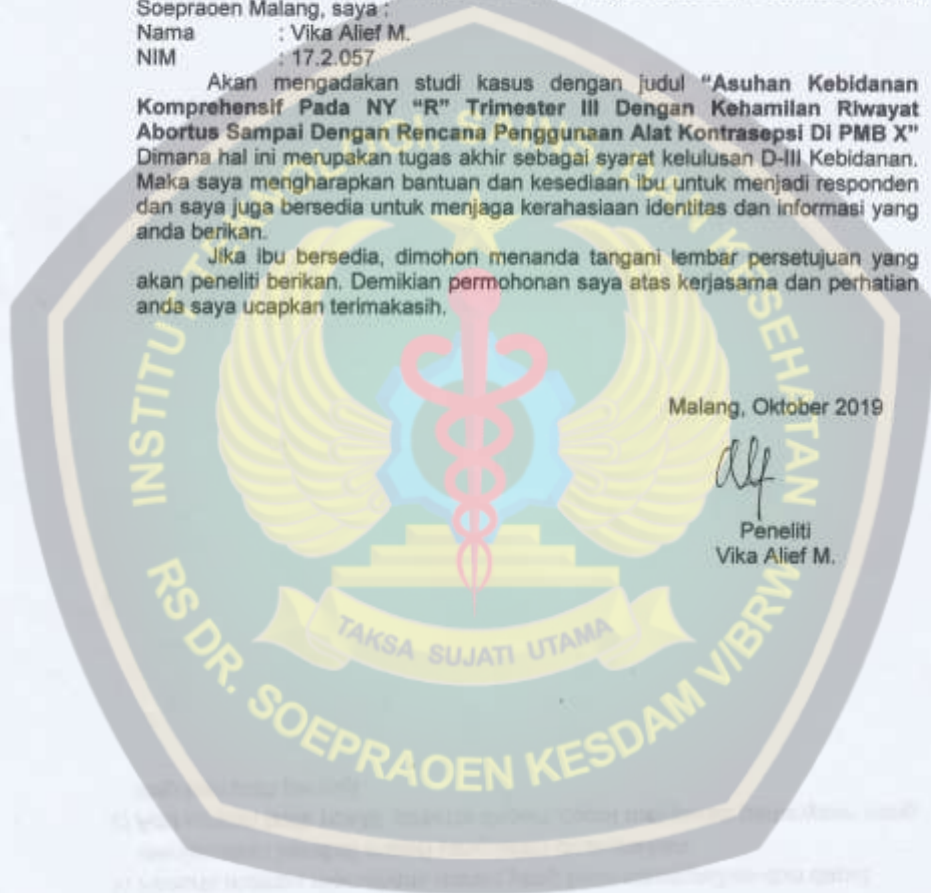 Soepraoen Malang, saya :
Nama : Vika Alief M.
NIM : 17.2.057
Akan mengadakan studi kasus dengan judul "Asuhan Kebidanan
Komprehensif Pada NY "R" Trimester III Dengan Kehamilan Riwayat
Abortus Sampai Dengan Rencana Penggunaan Alat Kontrasepsi Di PMB X"
Dimana hal ini merupakan tugas akhir sebagai syarat kelulusan D-III Kebidanan.
Maka saya mengharapkan bantuan dan kesediaan ibu untuk menjadi responden
dan saya juga bersedia untuk menjaga kerahasiaan identitas dan informasi yang
anda berikan.
Jika ibu bersedia, dimohon menanda tangani lembar persetujuan yang
akan peneliti berikan. Demikian permohonan saya atas kerjasama dan perhatian
anda saya ucapkan terimakasih.
Malang, Oktober 2019
Peneliti
Vika Alief M.
INSTITUT TEKNOLOGI, SAINS, DAN KESEHATAN
TAKSA SUJATI UTAMA
RS DR. SOEPRAOEN KESDAM V/BRW